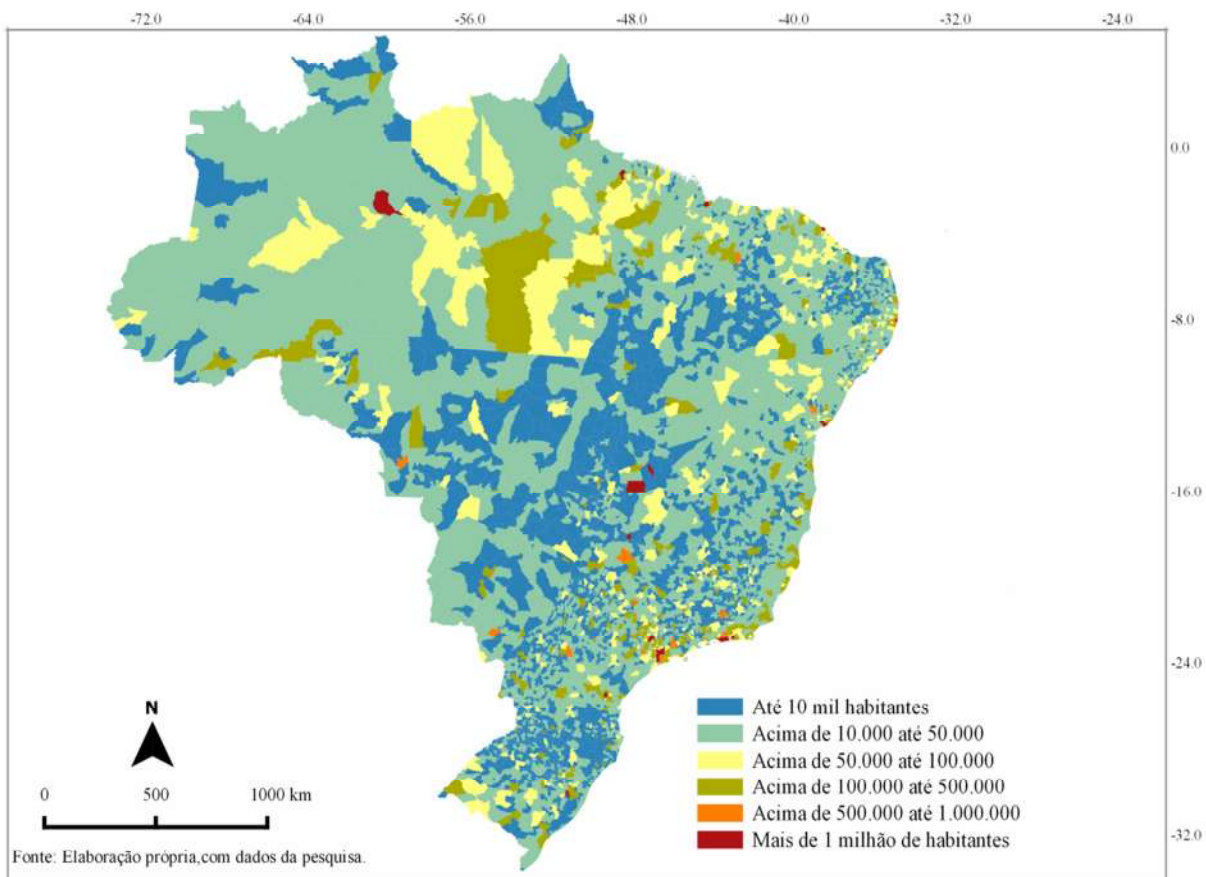 -72.0 -64.0 -56.0 -48.0 -40.0 -32.0 -24.0
0.0
-8.0
-16.0
-24.0
Até 10 mil habitantes
Acima de 10.000 até 50.000
Acima de 50.000 até 100.000
Acima de 100.000 até 500.000
Acima de 500.000 até 1.000.000
Mais de 1 milhão de habitantes
-32.0
N
0 500 1000 km
Fonte: Elaboração própria,com dados da pesquisa.